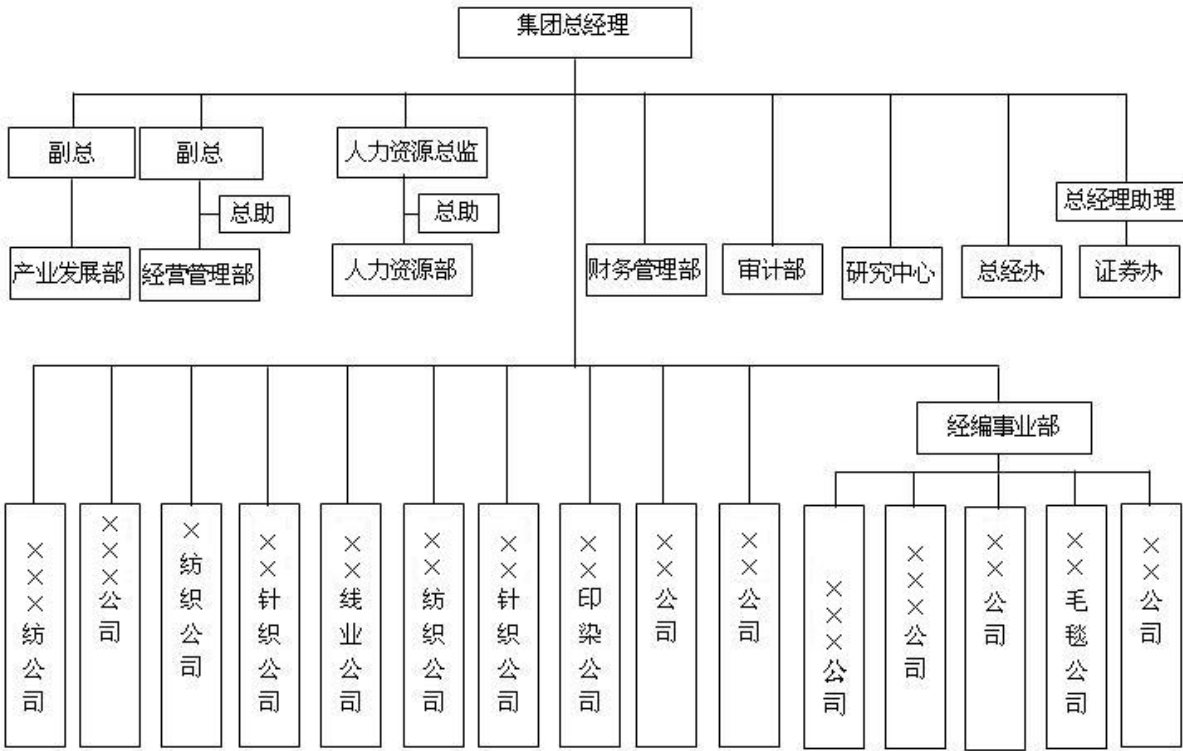 集团总经理
副总
副总
人力资源总监
总经理助理
总助
总助
产业发展部
经营管理部
人力资源部
财务管理部
审计部
研究中心
总经办
证券办
经编事业部
×××纺公司
×××公司
×纺织公司
××针织公司
××线业公司
××纺织公司
××针织公司
××印染公司
××公司
××公司
×××公司
×××公司
××公司
××毛毯公司
××公司